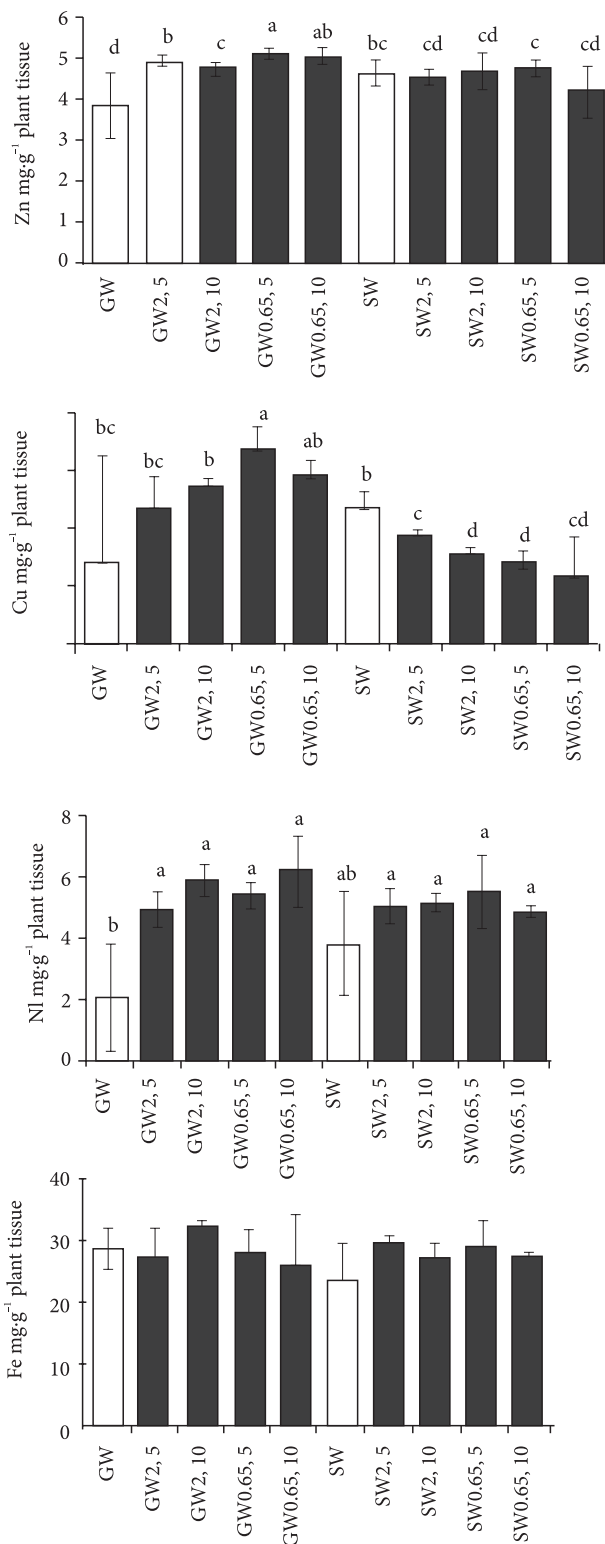 Zn mg·g⁻¹ plant tissue
6
5
4
3
2
1
0
d
b
c
a
ab
bc
cd
cd
c
cd
GW
GW2, 5
GW2, 10
GW0.65, 5
GW0.65, 10
SW
SW2, 5
SW2, 10
SW0.65, 5
SW0.65, 10
Cu mg·g⁻¹ plant tissue
bc
bc
b
a
ab
b
c
d
d
cd
GW
GW2, 5
GW2, 10
GW0.65, 5
GW0.65, 10
SW
SW2, 5
SW2, 10
SW0.65, 5
SW0.65, 10
Nl mg·g⁻¹ plant tissue
8
6
4
2
0
b
a
a
a
a
ab
a
a
a
a
GW
GW2, 5
GW2, 10
GW0.65, 5
GW0.65, 10
SW
SW2, 5
SW2, 10
SW0.65, 5
SW0.65, 10
Fe mg·g⁻¹ plant tissue
40
30
20
10
0
GW
GW2, 5
GW2, 10
GW0.65, 5
GW0.65, 10
SW
SW2, 5
SW2, 10
SW0.65, 5
SW0.65, 10